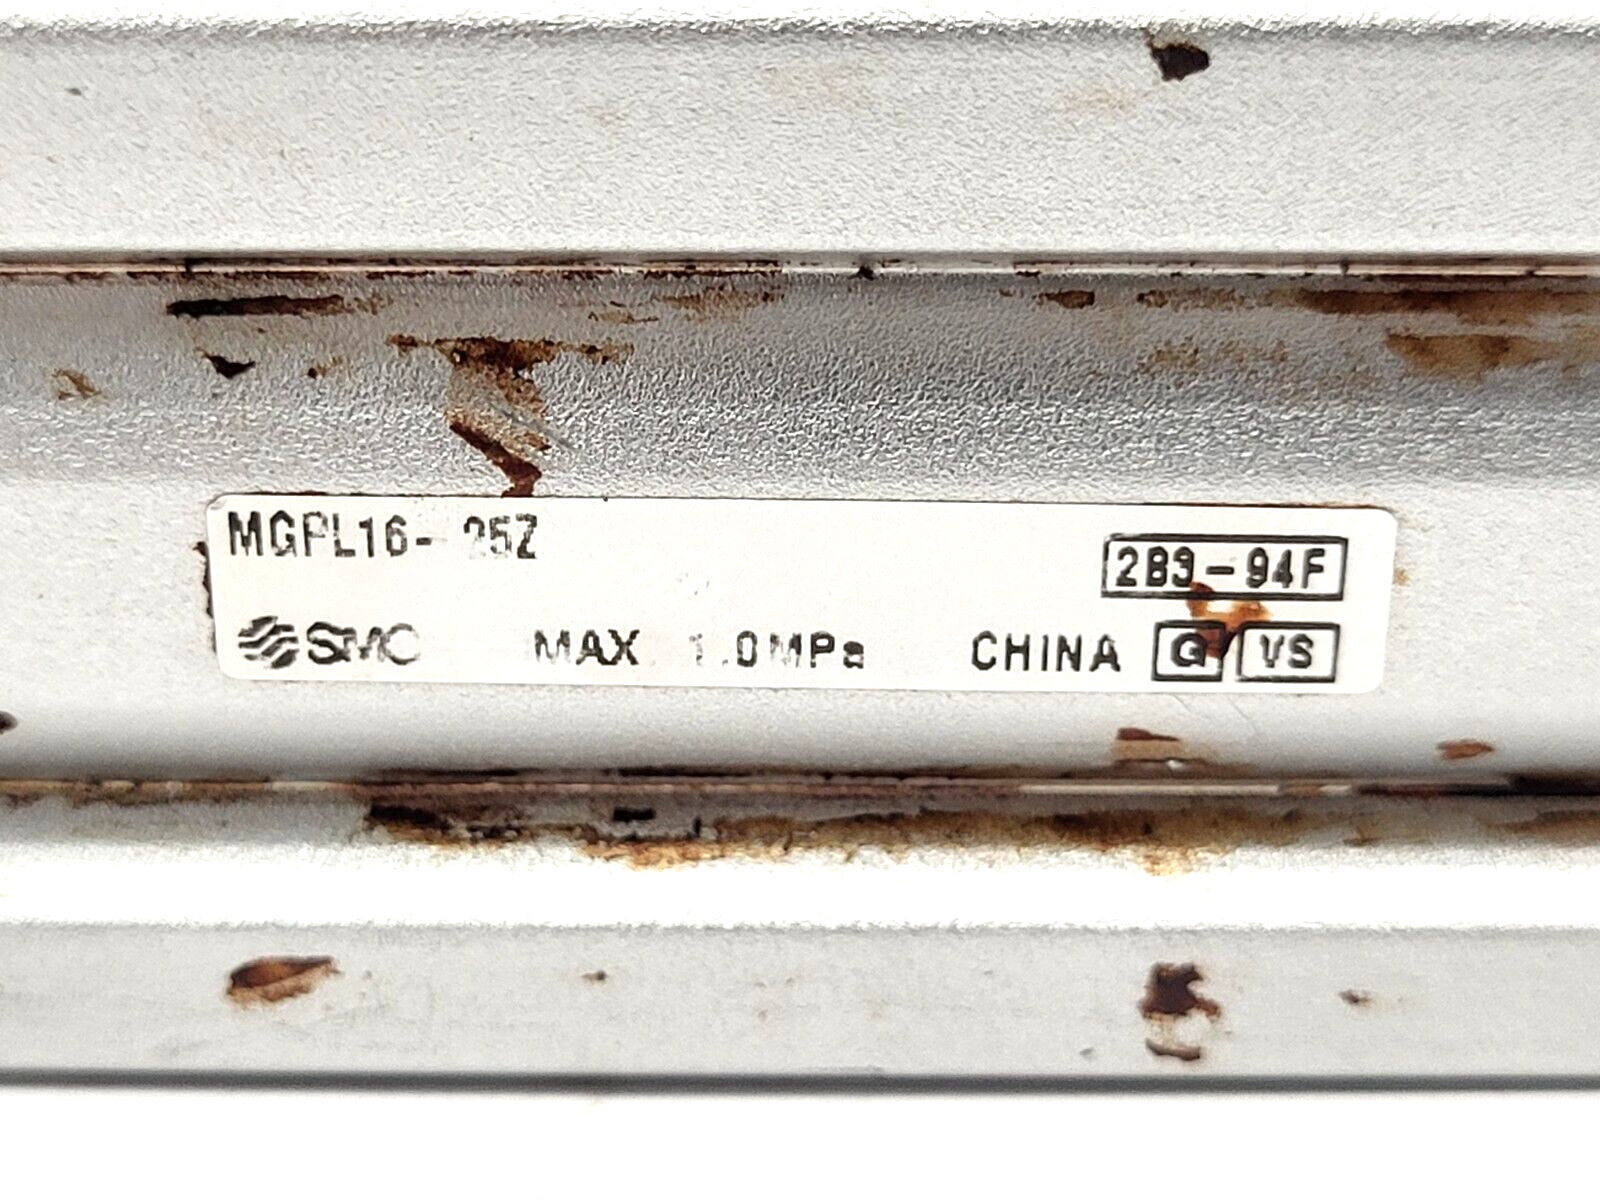 MGPL16- 25Z
2B3-94F
SMC MAX 1.0MPa CHINA G VS